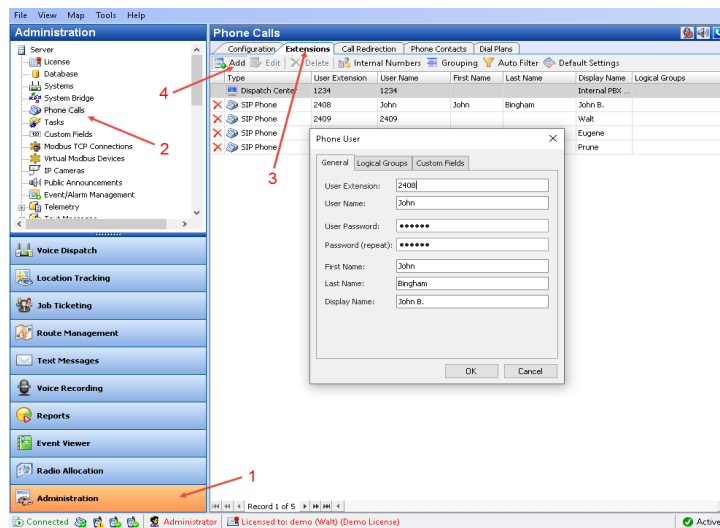 File View Map Tools Help
Administration
Server
License
Database
Systems
System Bridge
Phone Calls
Tasks
Custom Fields
Modbus TCP Connections
Virtual Modbus Devices
IP Cameras
Public Announcements
Event/Alarm Management
Telemetry
Voice Dispatch
Location Tracking
Job Ticketing
Route Management
Text Messages
Voice Recording
Reports
Event Viewer
Radio Allocation
Administration
Phone Calls
Configuration Extensions Call Redirection Phone Contacts Dial Plans
Add Edit Delete Internal Numbers Grouping Auto Filter Default Settings
Type User Extension User Name First Name Last Name Display Name Logical Groups
Dispatch Center 1234 1234 Internal PBX ...
SIP Phone 2408 John John Bingham John B.
SIP Phone 2409 2409 Walt
SIP Phone Eugene
SIP Phone Prune
Phone User
General Logical Groups Custom Fields
User Extension: 2408
User Name: John
User Password: ••••••
Password (repeat): ••••••
First Name: John
Last Name: Bingham
Display Name: John B.
OK Cancel
1
2
3
4
Record 1 of 5
Connected Administrator Licensed to: demo (Walt) (Demo License) Active